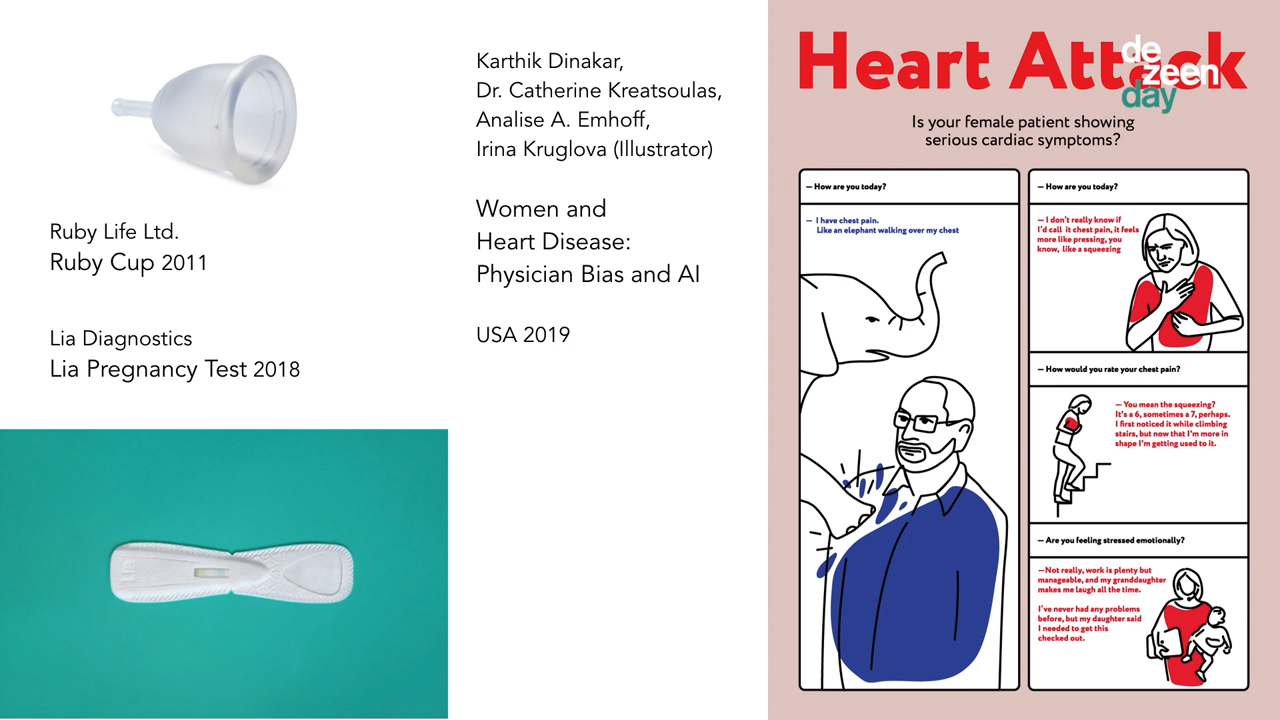 Ruby Life Ltd.
Ruby Cup 2011
Lia Diagnostics
Lia Pregnancy Test 2018
Lia
Karthik Dinakar,
Dr. Catherine Kreatsoulas,
Analise A. Emhoff,
Irina Kruglova (Illustrator)
Women and
Heart Disease:
Physician Bias and AI
USA 2019
Heart Attack
de
zeen
day
Is your female patient showing
serious cardiac symptoms?
— How are you today?
— I have chest pain.
Like an elephant walking over my chest
— How are you today?
— I don't really know if
I'd call it chest pain, it feels
more like pressing, you
know, like a squeezing
— How would you rate your chest pain?
— You mean the squeezing?
It's a 6, sometimes a 7, perhaps.
I first noticed it while climbing
stairs, but now that I'm more in
shape I'm getting used to it.
— Are you feeling stressed emotionally?
—Not really, work is plenty but
manageable, and my granddaughter
makes me laugh all the time.
I've never had any problems
before, but my daughter said
I needed to get this
checked out.